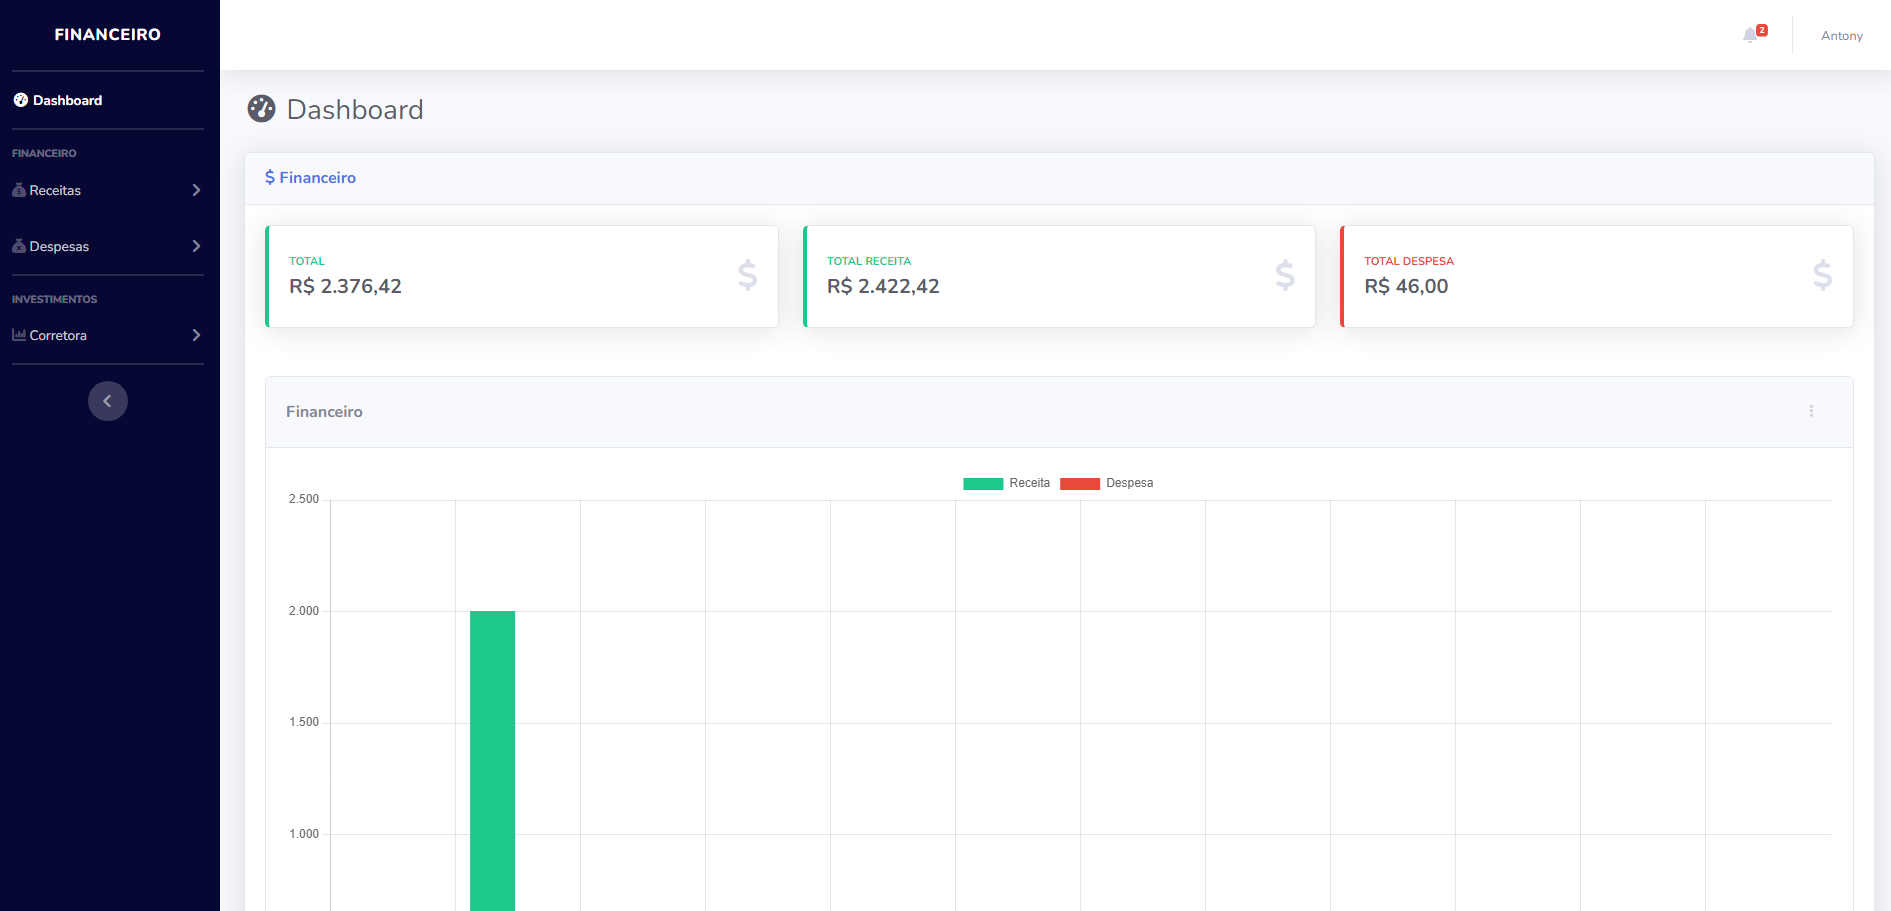 FINANCEIRO
2
Antony
Dashboard
Dashboard
FINANCEIRO
Receitas
Despesas
INVESTIMENTOS
Corretora
$ Financeiro
TOTAL
R$ 2.376,42
$
TOTAL RECEITA
R$ 2.422,42
$
TOTAL DESPESA
R$ 46,00
$
Financeiro
Receita
Despesa
2.500
2.000
1.500
1.000